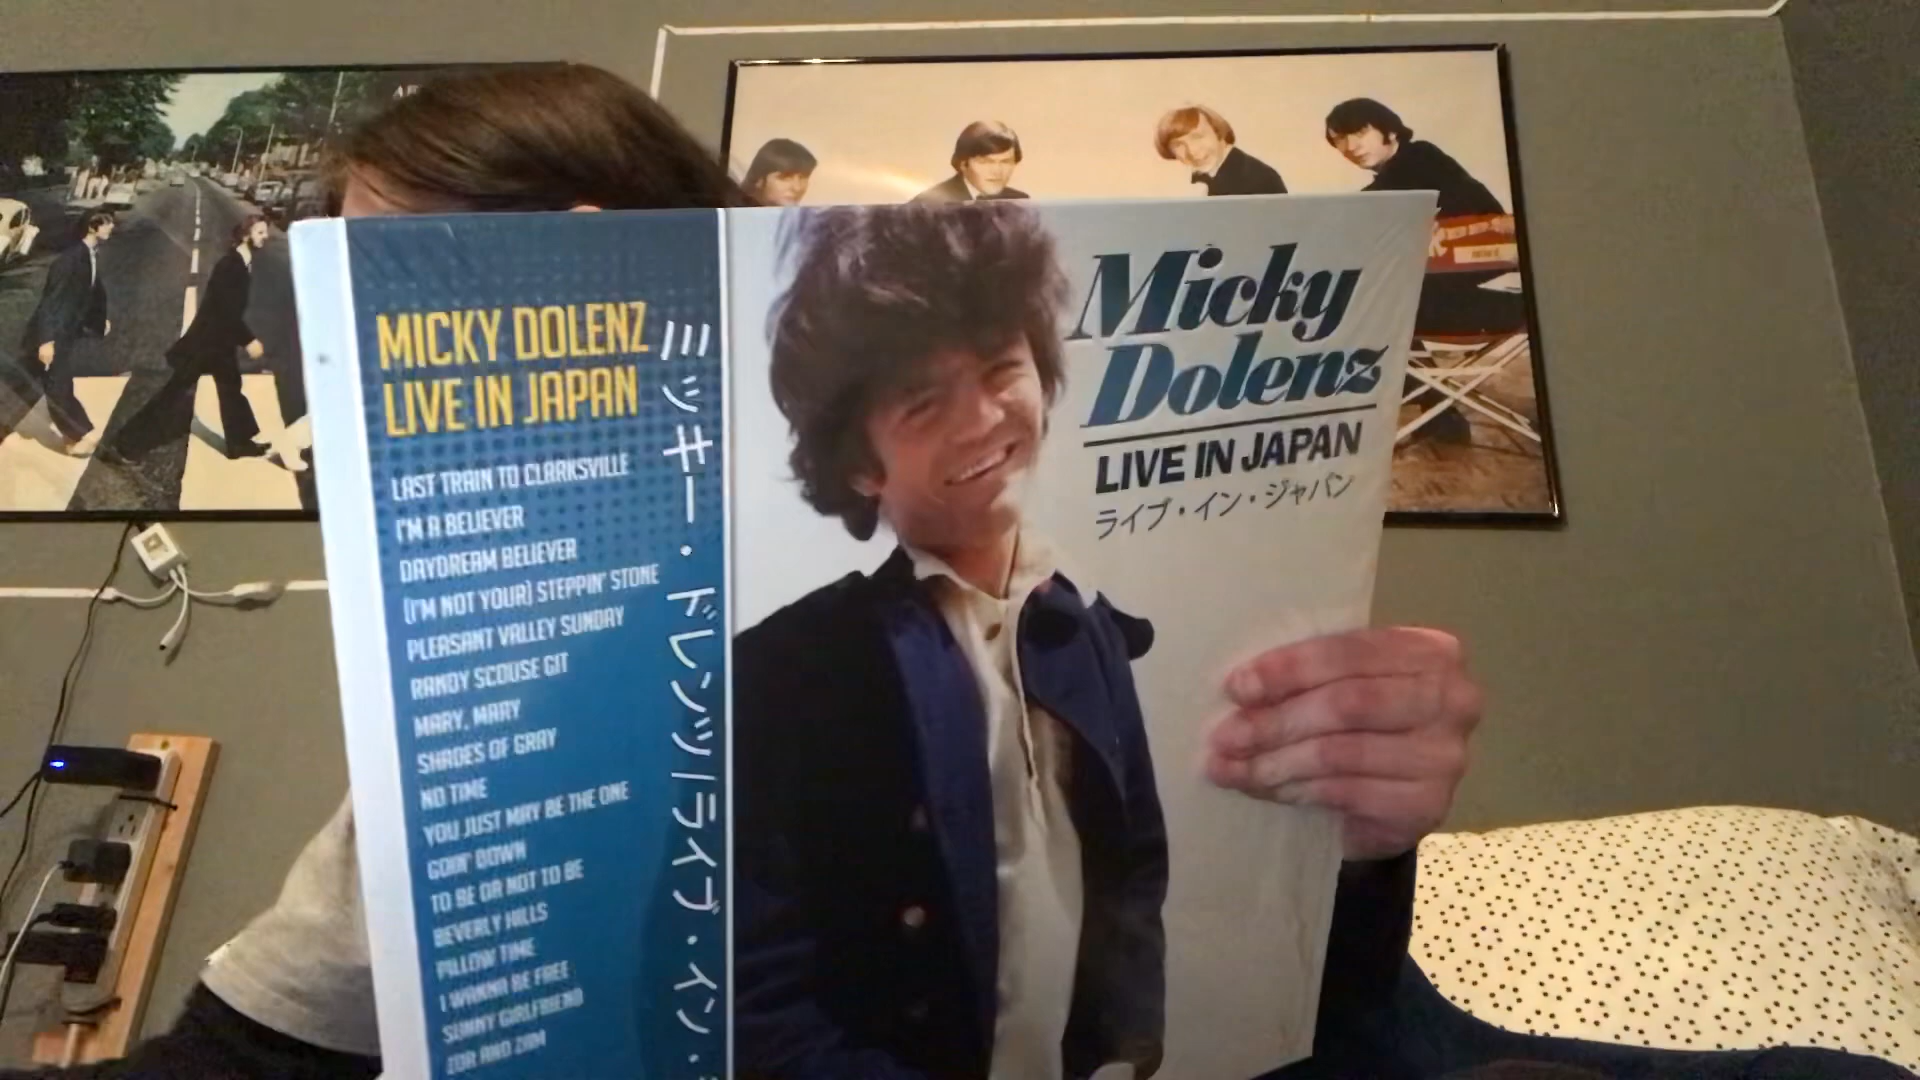 MICKY DOLENZ
LIVE IN JAPAN
LAST TRAIN TO CLARKSVILLE
I'M A BELIEVER
DAYDREAM BELIEVER
(I'M NOT YOUR) STEPPIN' STONE
PLEASANT VALLEY SUNDAY
RANDY SCOUSE GIT
MARY, MARY
SHADES OF GRAY
NO TIME
YOU JUST MAY BE THE ONE
GOIN' DOWN
TO BE OR NOT TO BE
BEVERLY HILLS
PILLOW TIME
I WANNA BE FREE
SUNNY GIRLFRIEND
ZOR AND ZAM
ミッキー・ドレンツ|ライブ・イン・
Micky
Dolenz
LIVE IN JAPAN
ライブ・イン・ジャパン